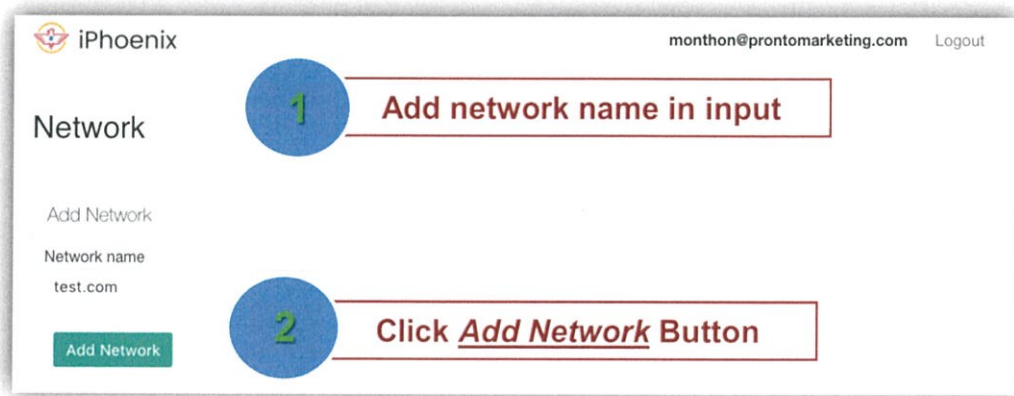 iPhoenix
monthon@prontomarketing.com Logout
1 Add network name in input
Network
Add Network
Network name
test.com
2 Click Add Network Button
Add Network